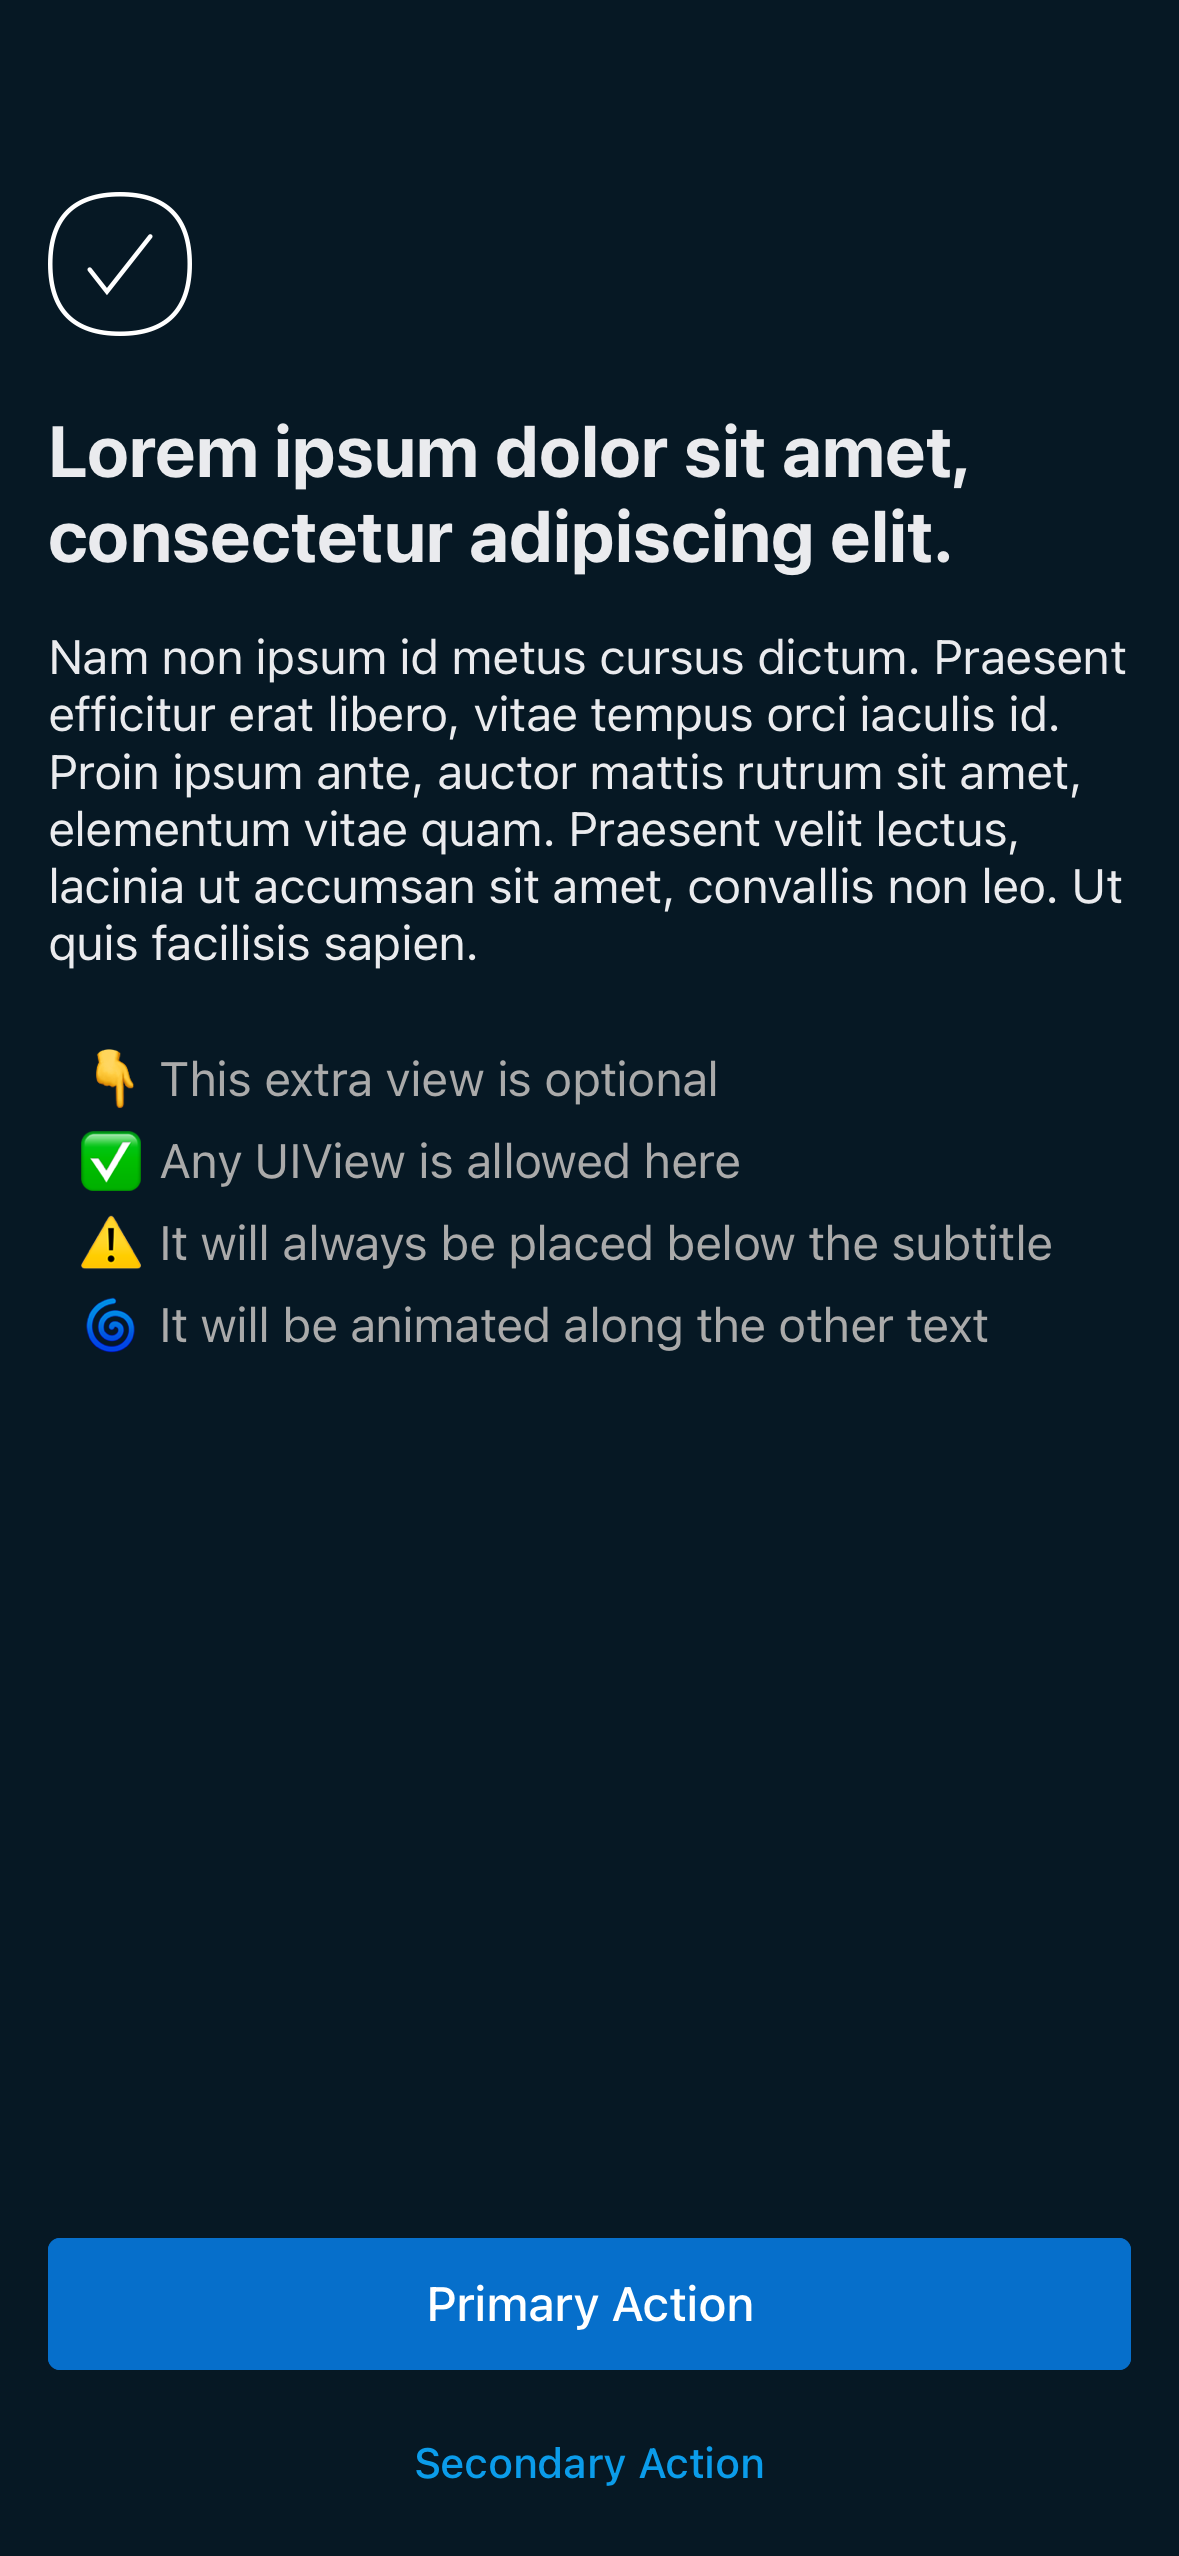 Lorem ipsum dolor sit amet,
consectetur adipiscing elit.
Nam non ipsum id metus cursus dictum. Praesent
efficitur erat libero, vitae tempus orci iaculis id.
Proin ipsum ante, auctor mattis rutrum sit amet,
elementum vitae quam. Praesent velit lectus,
lacinia ut accumsan sit amet, convallis non leo. Ut
quis facilisis sapien.
👇 This extra view is optional
✅ Any UIView is allowed here
⚠️ It will always be placed below the subtitle
🌀 It will be animated along the other text
Primary Action
Secondary Action